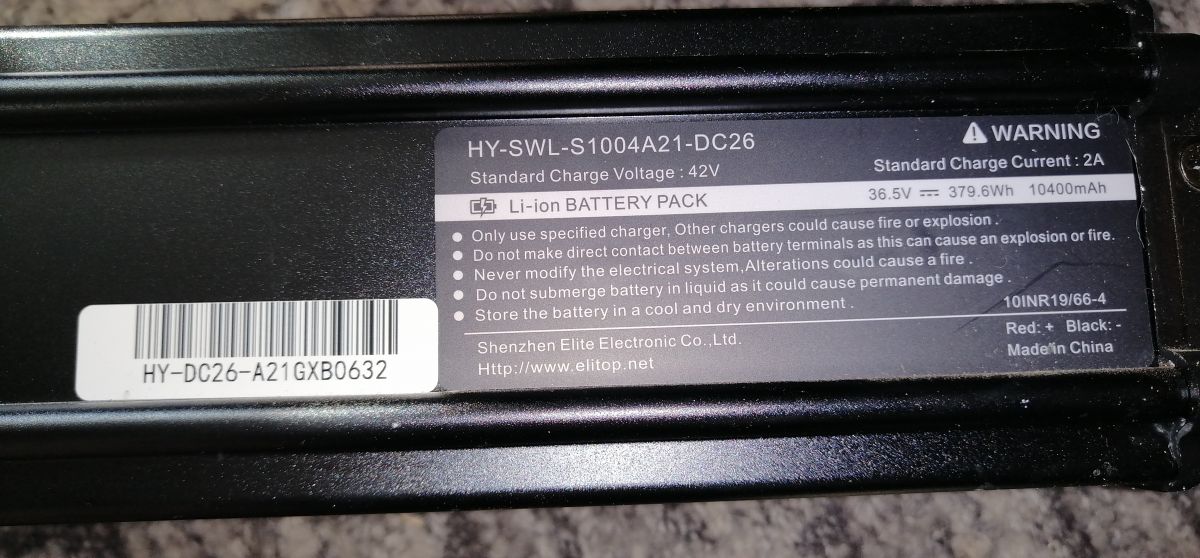 HY-SWL-S1004A21-DC26
Standard Charge Voltage : 42V
WARNING
Standard Charge Current : 2A
Li-ion BATTERY PACK
36.5V 379.6Wh 10400mAh
Only use specified charger, Other chargers could cause fire or explosion .
Do not make direct contact between battery terminals as this can cause an explosion or fire.
Never modify the electrical system,Alterations could cause a fire .
Do not submerge battery in liquid as it could cause permanent damage .
Store the battery in a cool and dry environment .
10INR19/66-4
Shenzhen Elite Electronic Co.,Ltd.
Http://www.elitop.net
Red: + Black: -
Made in China
HY-DC26-A21GXB0632